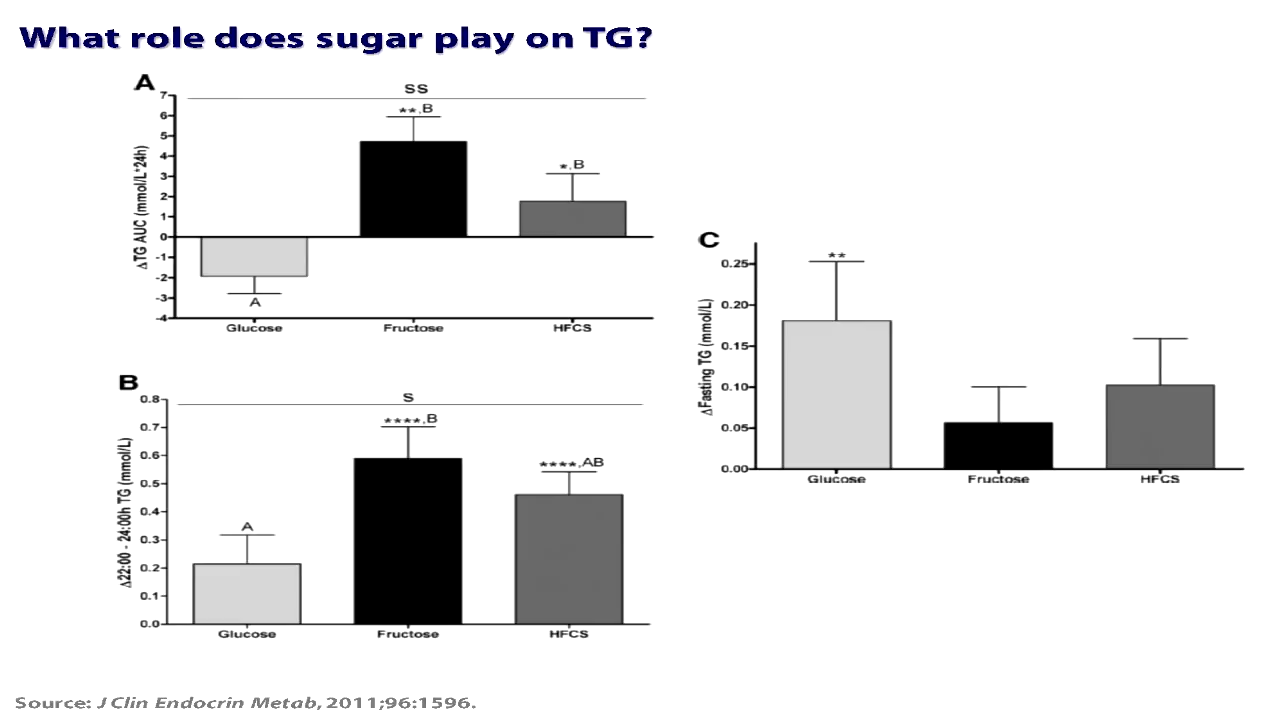 What role does sugar play on TG?
A
SS
7
6
5
4
3
2
1
0
-1
-2
-3
-4
ΔTG AUC (mmol/L*24h)
**,B
*,B
A
Glucose Fructose HFCS
B
S
0.8
0.7
0.6
0.5
0.4
0.3
0.2
0.1
0.0
Δ22:00 - 24:00h TG (mmol/L)
A
****,B
****,AB
Glucose Fructose HFCS
C
0.25
0.20
0.15
0.10
0.05
0.00
ΔFasting TG (mmol/L)
**
Glucose Fructose HFCS
Source: J Clin Endocrin Metab, 2011;96:1596.